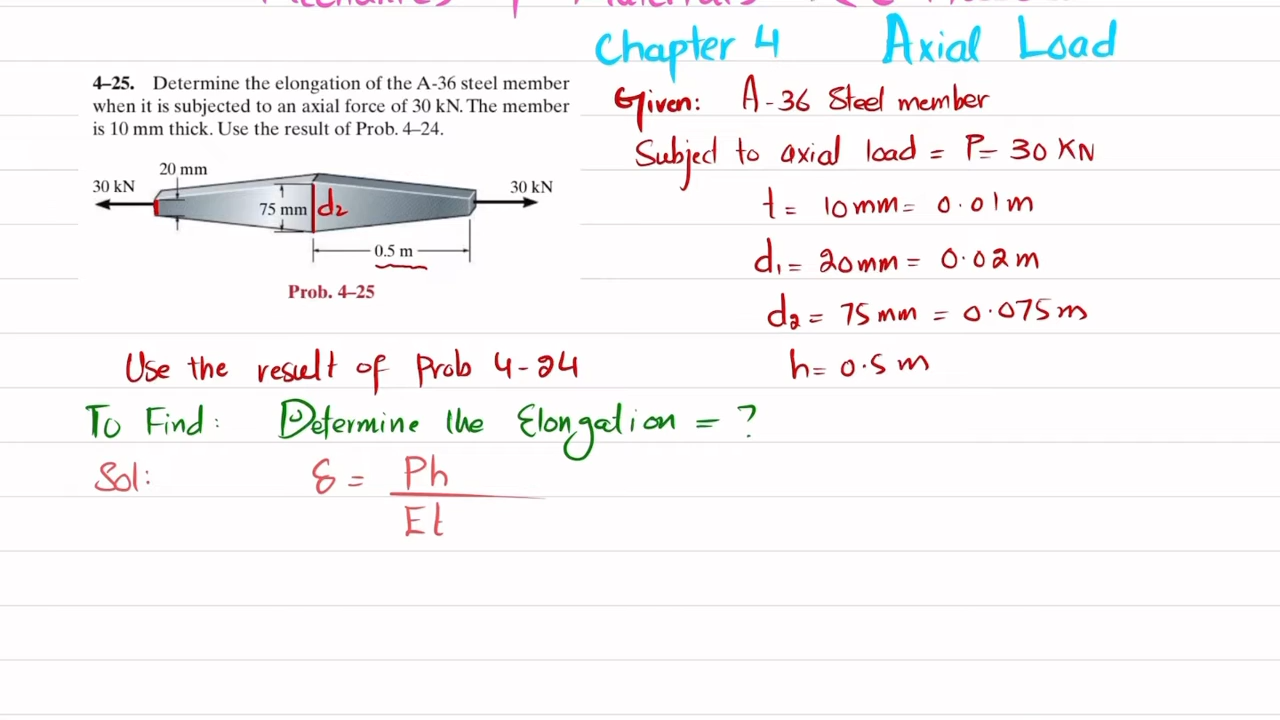 Mechanics of Materials
Chapter 4 Axial Load
4–25. Determine the elongation of the A-36 steel member
when it is subjected to an axial force of 30 kN. The member
is 10 mm thick. Use the result of Prob. 4–24.
20 mm
30 kN
30 kN
75 mm
d2
0.5 m
Prob. 4–25
Given: A-36 Steel member
Subject to axial load = P= 30 KN
t = 10mm = 0.01m
d1 = 20mm = 0.02m
d2 = 75mm = 0.075m
h = 0.5m
Use the result of Prob 4-24
To Find: Determine the Elongation = ?
Sol: δ = Ph
Et